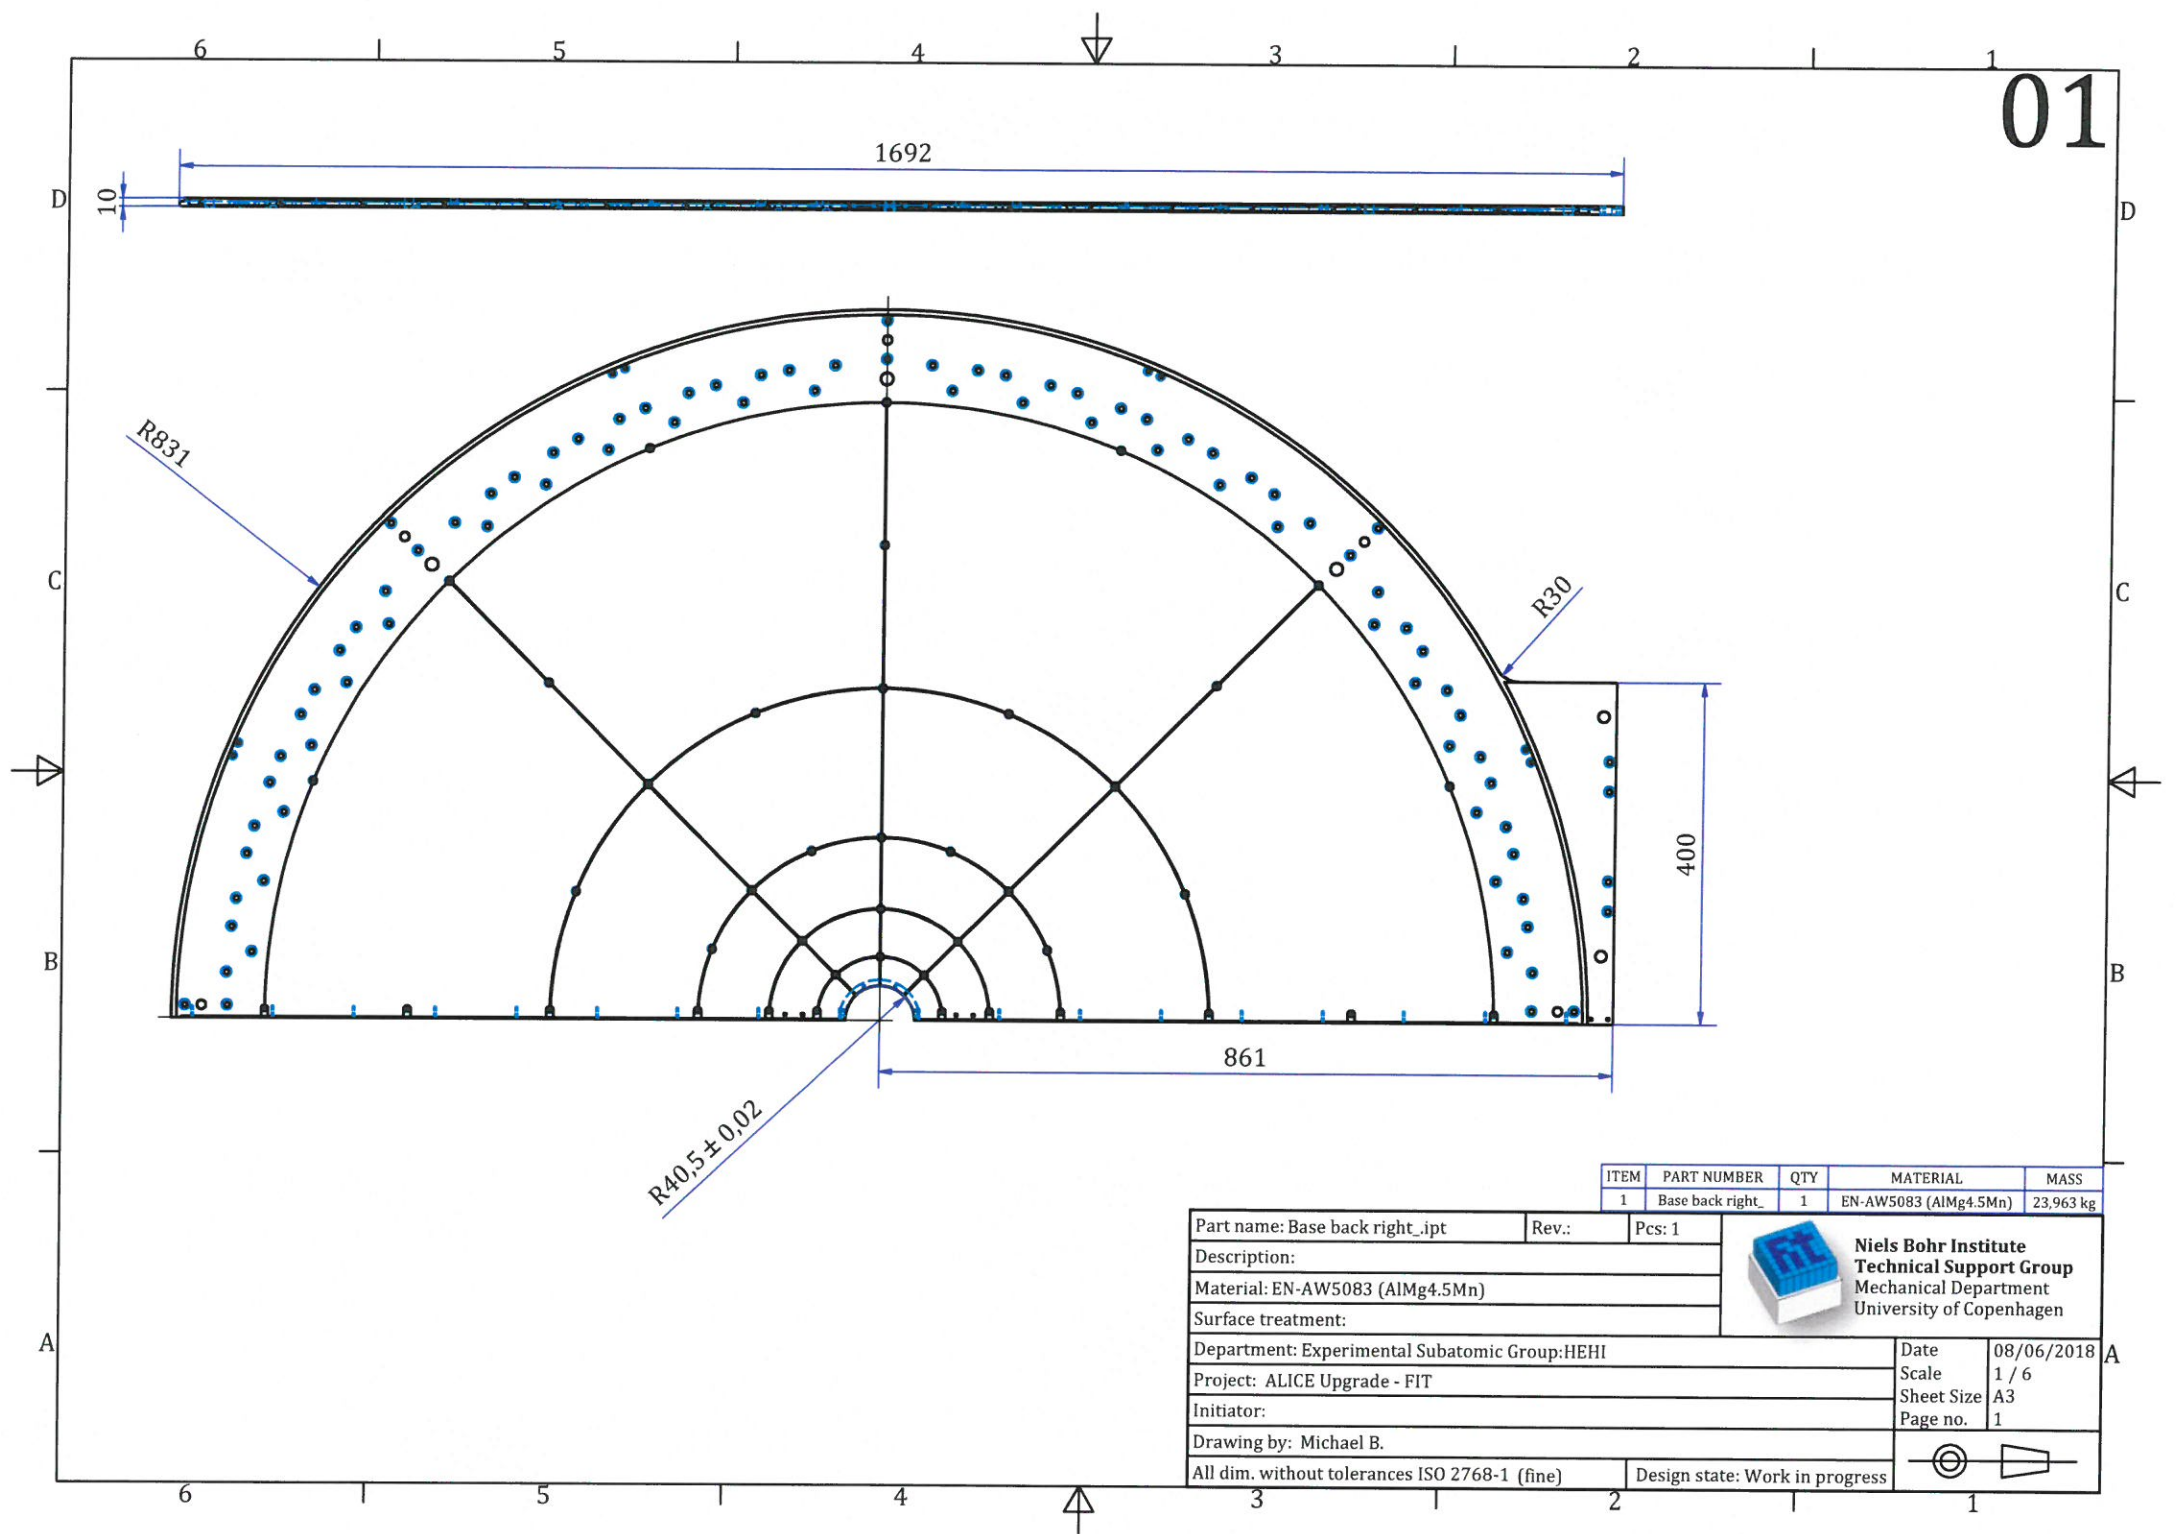 6 5 4 3 2 1
01
1692
D 10 D
R831
C R30 C
400
B B
861
R40,5±0,02
ITEM PART NUMBER QTY MATERIAL MASS
1 Base back right_ 1 EN-AW5083 (AlMg4.5Mn) 23,963 kg
Part name: Base back right_.ipt Rev.: Pcs: 1
Description:
Material: EN-AW5083 (AlMg4.5Mn)
Surface treatment:
Niels Bohr Institute
Technical Support Group
Mechanical Department
University of Copenhagen
Department: Experimental Subatomic Group:HEHI
Project: ALICE Upgrade - FIT
Initiator:
Drawing by: Michael B.
All dim. without tolerances ISO 2768-1 (fine) Design state: Work in progress
Date 08/06/2018
Scale 1 / 6
Sheet Size A3
Page no. 1
A A
6 5 4 3 2 1